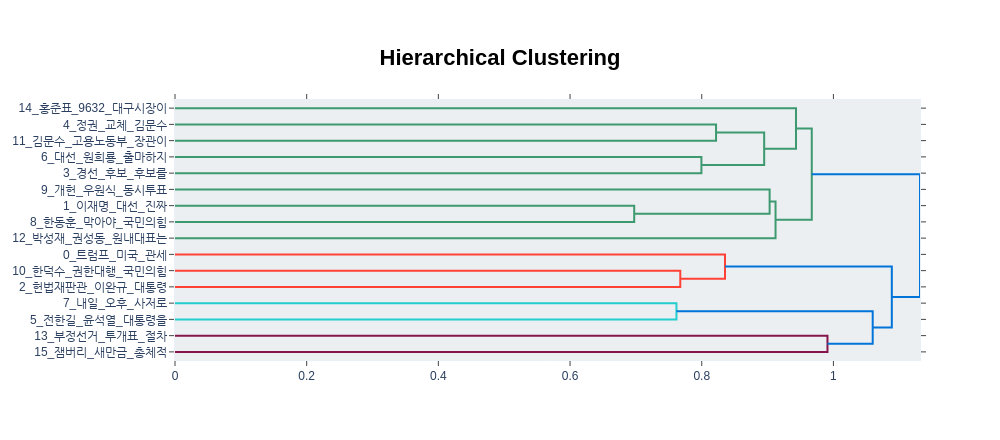 Hierarchical Clustering
14_홍준표_9632_대구시장이
4_정권_교체_김문수
11_김문수_고용노동부_장관이
6_대선_원희룡_출마하지
3_경선_후보_후보를
9_개헌_우원식_동시투표
1_이재명_대선_진짜
8_한동훈_막아야_국민의힘
12_박성재_권성동_원내대표는
0_트럼프_미국_관세
10_한덕수_권한대행_국민의힘
2_헌법재판관_이완규_대통령
7_내일_오후_사저로
5_전한길_윤석열_대통령을
13_부정선거_투개표_절차
15_잼버리_새만금_총체적
0 0.2 0.4 0.6 0.8 1